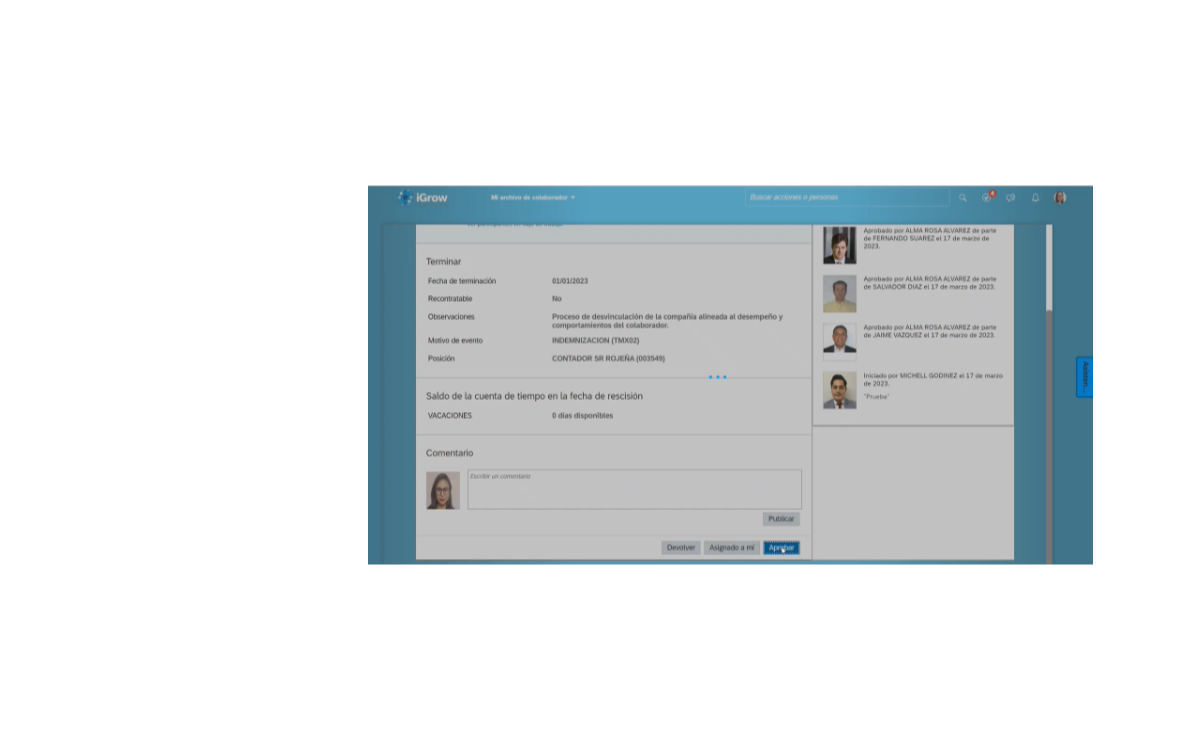 iGrow
Mi archivo de colaborador
Buscar acciones o personas
4
Terminar
Fecha de terminación 01/01/2023
Recontratable No
Observaciones Proceso de desvinculación de la compañía alineada al desempeño y
comportamientos del colaborador.
Motivo de evento INDEMNIZACION (TMX02)
Posición CONTADOR SR ROJEÑA (003549)
Saldo de la cuenta de tiempo en la fecha de rescisión
VACACIONES 0 días disponibles
Comentario
Escribir un comentario
Publicar
Devolver Asignado a mí Aprobar
Aprobado por ALMA ROSA ALVAREZ de parte
de FERNANDO SUAREZ el 17 de marzo de
2023.
Aprobado por ALMA ROSA ALVAREZ de parte
de SALVADOR DIAZ el 17 de marzo de 2023.
Aprobado por ALMA ROSA ALVAREZ de parte
de JAIME VAZQUEZ el 17 de marzo de 2023.
Iniciado por MICHELL GODINEZ el 17 de marzo
de 2023.
"Prueba"
Asisten...